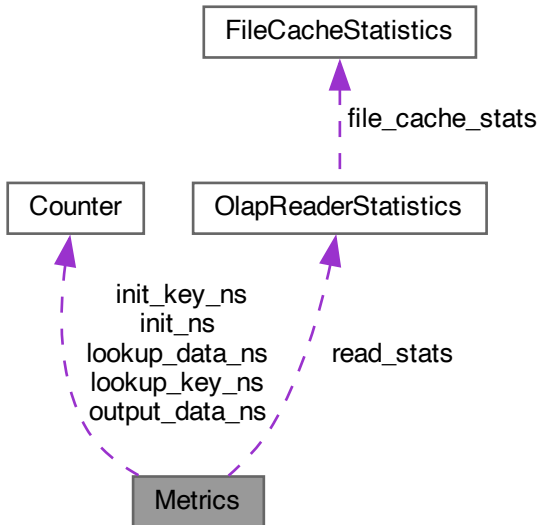 FileCacheStatistics
file_cache_stats
Counter
OlapReaderStatistics
init_key_ns
init_ns
lookup_data_ns
lookup_key_ns
output_data_ns
read_stats
Metrics